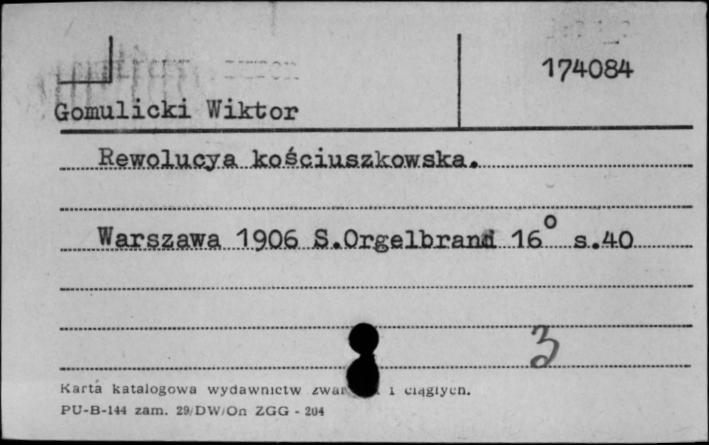 174084
Gomulicki Wiktor
Rewolucya kościuszkowska.
Warszawa 1906 S.Orgelbrand 16° s.40
3
Karta katalogowa wydawnictw i ciągłych.
PU-B-144 zam. 29/DW/On ZGG - 204